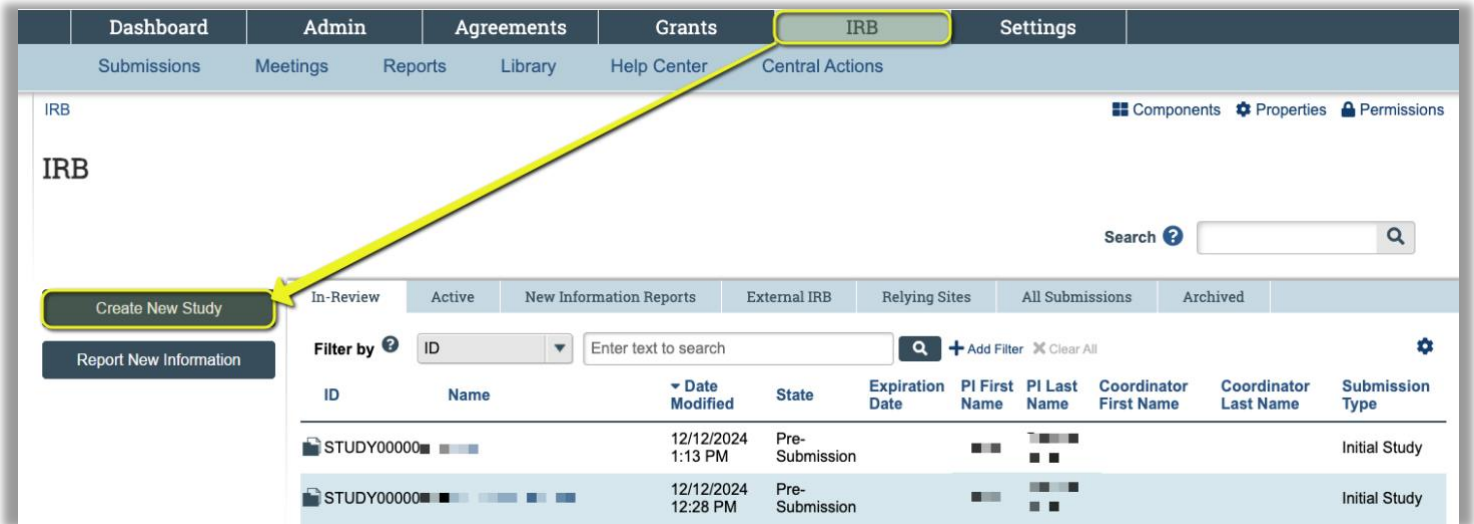 Dashboard Admin Agreements Grants IRB Settings
Submissions Meetings Reports Library Help Center Central Actions
IRB Components Properties Permissions
IRB
Search ?
Create New Study
Report New Information
In-Review Active New Information Reports External IRB Relying Sites All Submissions Archived
Filter by ? ID Enter text to search Add Filter Clear All
ID Name Date Modified State Expiration Date PI First Name PI Last Name Coordinator First Name Coordinator Last Name Submission Type
STUDY00000 12/12/2024 1:13 PM Pre-Submission Initial Study
STUDY00000 12/12/2024 12:28 PM Pre-Submission Initial Study